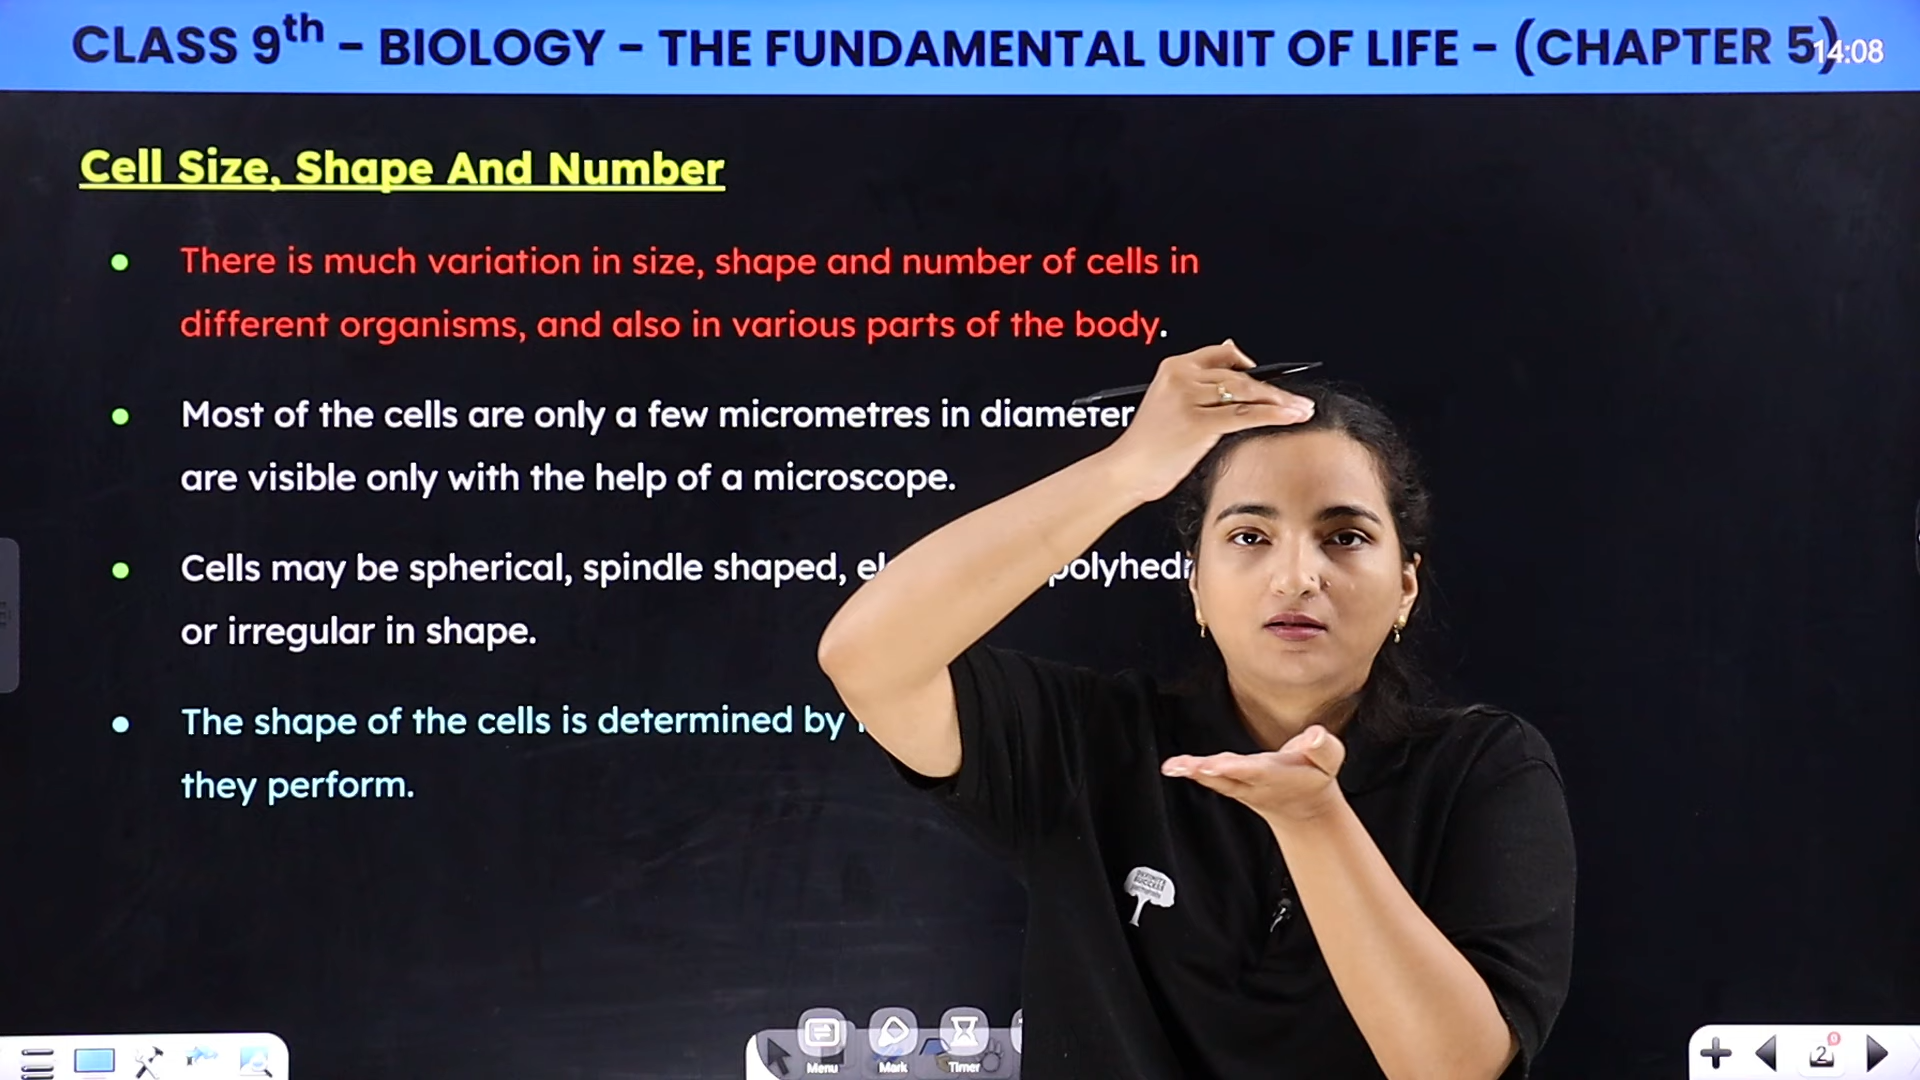 CLASS 9th - BIOLOGY - THE FUNDAMENTAL UNIT OF LIFE - (CHAPTER 5)
14:08
Cell Size, Shape And Number
There is much variation in size, shape and number of cells in
different organisms, and also in various parts of the body.
Most of the cells are only a few micrometres in diameter
are visible only with the help of a microscope.
Cells may be spherical, spindle shaped,
or irregular in shape.
The shape of the cells is determined by
they perform.
DEFINITE
SUCCESS
Menu
Mark
Timer
2